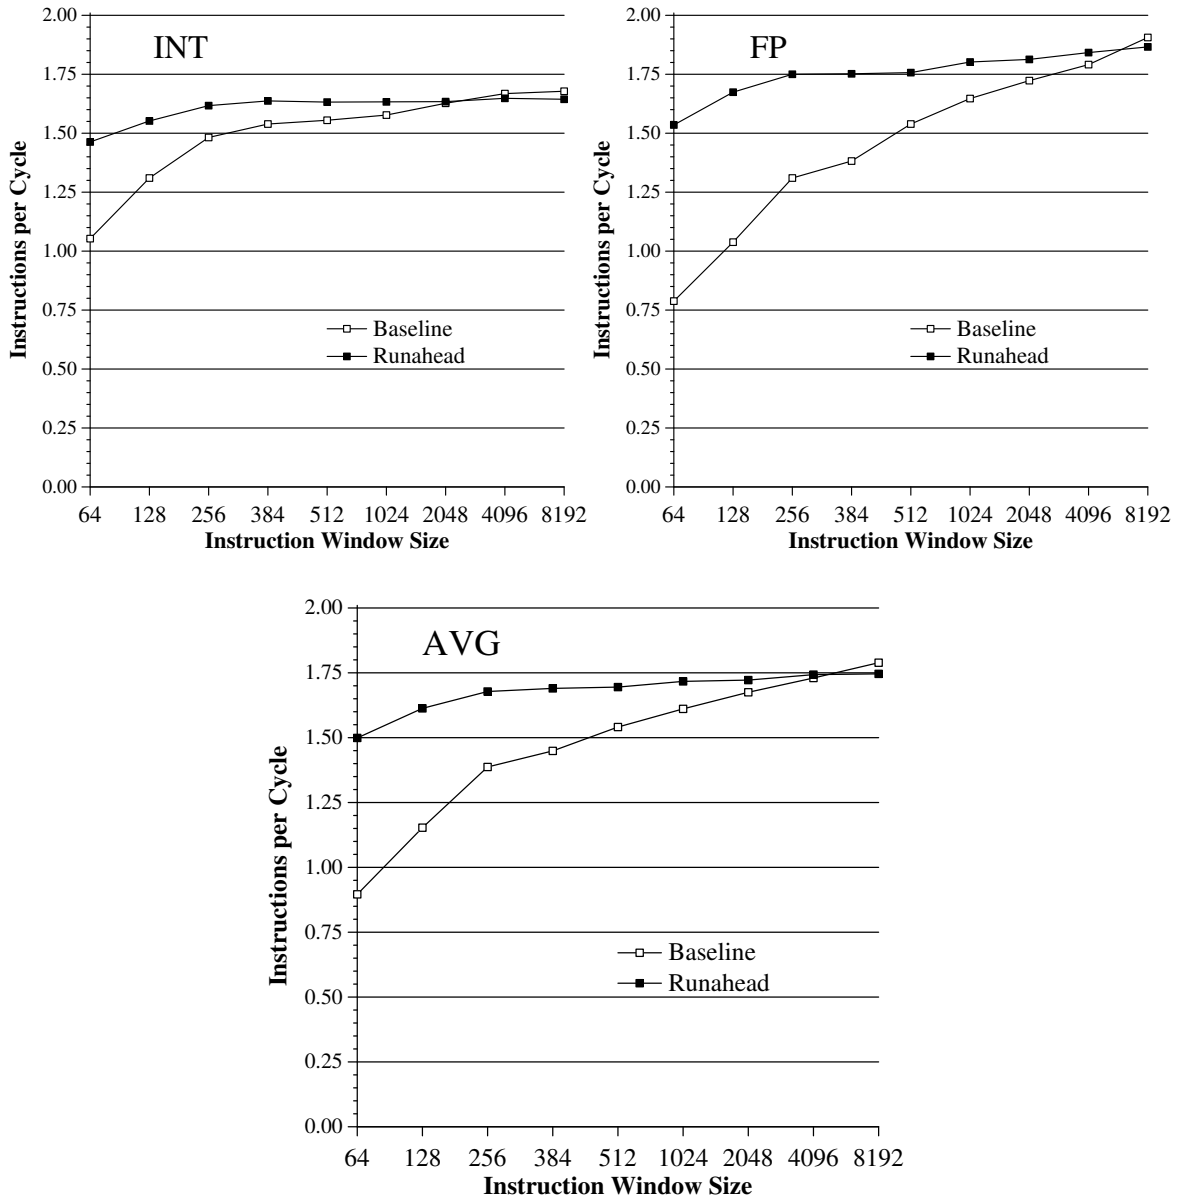 INT
2.00
1.75
1.50
1.25
1.00
0.75
0.50
0.25
0.00
Instructions per Cycle
Baseline
Runahead
64 128 256 384 512 1024 2048 4096 8192
Instruction Window Size
FP
2.00
1.75
1.50
1.25
1.00
0.75
0.50
0.25
0.00
Instructions per Cycle
Baseline
Runahead
64 128 256 384 512 1024 2048 4096 8192
Instruction Window Size
AVG
2.00
1.75
1.50
1.25
1.00
0.75
0.50
0.25
0.00
Instructions per Cycle
Baseline
Runahead
64 128 256 384 512 1024 2048 4096 8192
Instruction Window Size